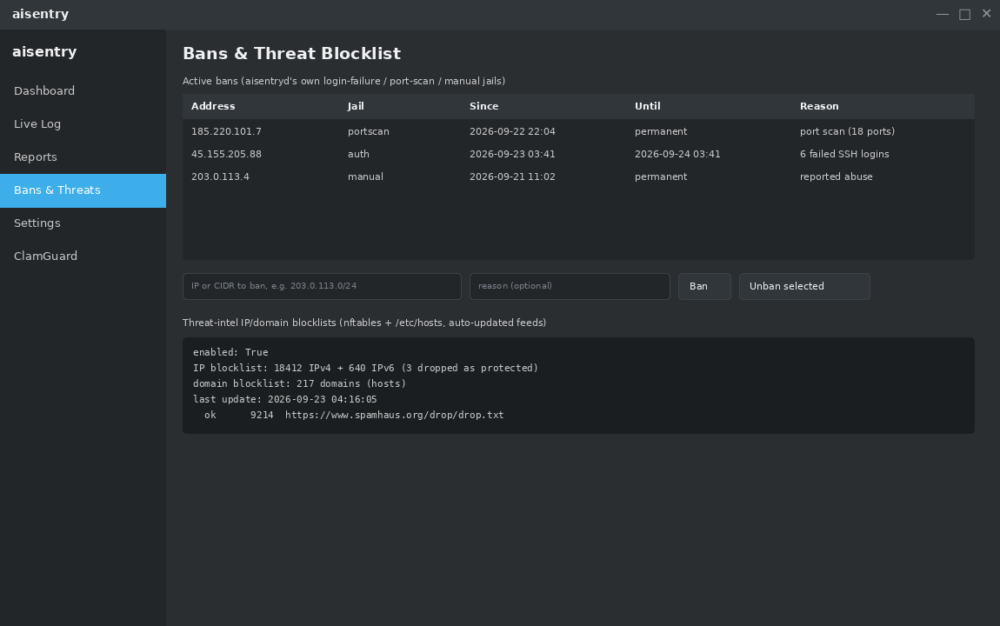 aisentry
— □ ✕
aisentry
Dashboard
Live Log
Reports
Bans & Threats
Settings
ClamGuard
Bans & Threat Blocklist
Active bans (aisentryd's own login-failure / port-scan / manual jails)
Address Jail Since Until Reason
185.220.101.7 portscan 2026-09-22 22:04 permanent port scan (18 ports)
45.155.205.88 auth 2026-09-23 03:41 2026-09-24 03:41 6 failed SSH logins
203.0.113.4 manual 2026-09-21 11:02 permanent reported abuse
IP or CIDR to ban, e.g. 203.0.113.0/24 reason (optional) Ban Unban selected
Threat-intel IP/domain blocklists (nftables + /etc/hosts, auto-updated feeds)
enabled: True
IP blocklist: 18412 IPv4 + 640 IPv6 (3 dropped as protected)
domain blocklist: 217 domains (hosts)
last update: 2026-09-23 04:16:05
ok 9214 https://www.spamhaus.org/drop/drop.txt